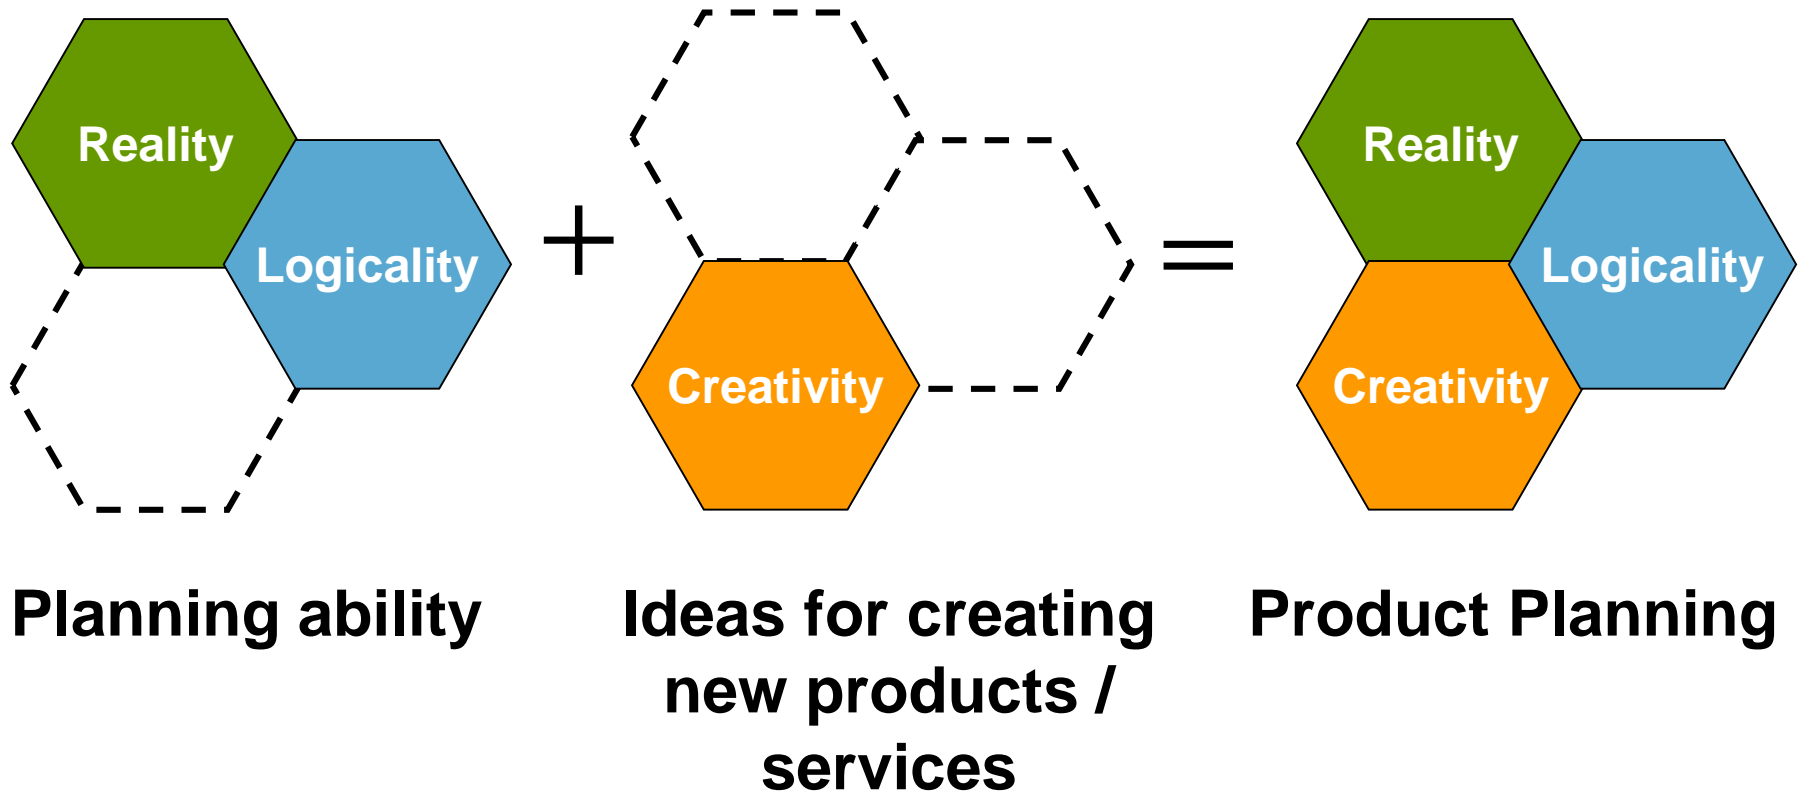 Reality
Logicality
+
Creativity
=
Reality
Logicality
Creativity
Planning ability
Ideas for creating
new products /
services
Product Planning